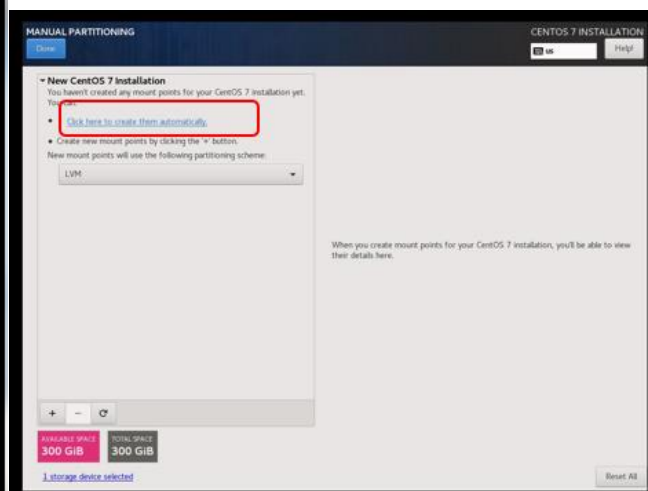 MANUAL PARTITIONING
CENTOS 7 INSTALLATION
Done
us
Help!
New CentOS 7 Installation
You haven't created any mount points for your CentOS 7 installation yet.
You can:
Click here to create them automatically.
Create new mount points by clicking the '+' button.
New mount points will use the following partitioning scheme:
LVM
When you create mount points for your CentOS 7 installation, you'll be able to view
their details here.
+ -
AVAILABLE SPACE
300 GiB
TOTAL SPACE
300 GiB
1 storage device selected
Reset All